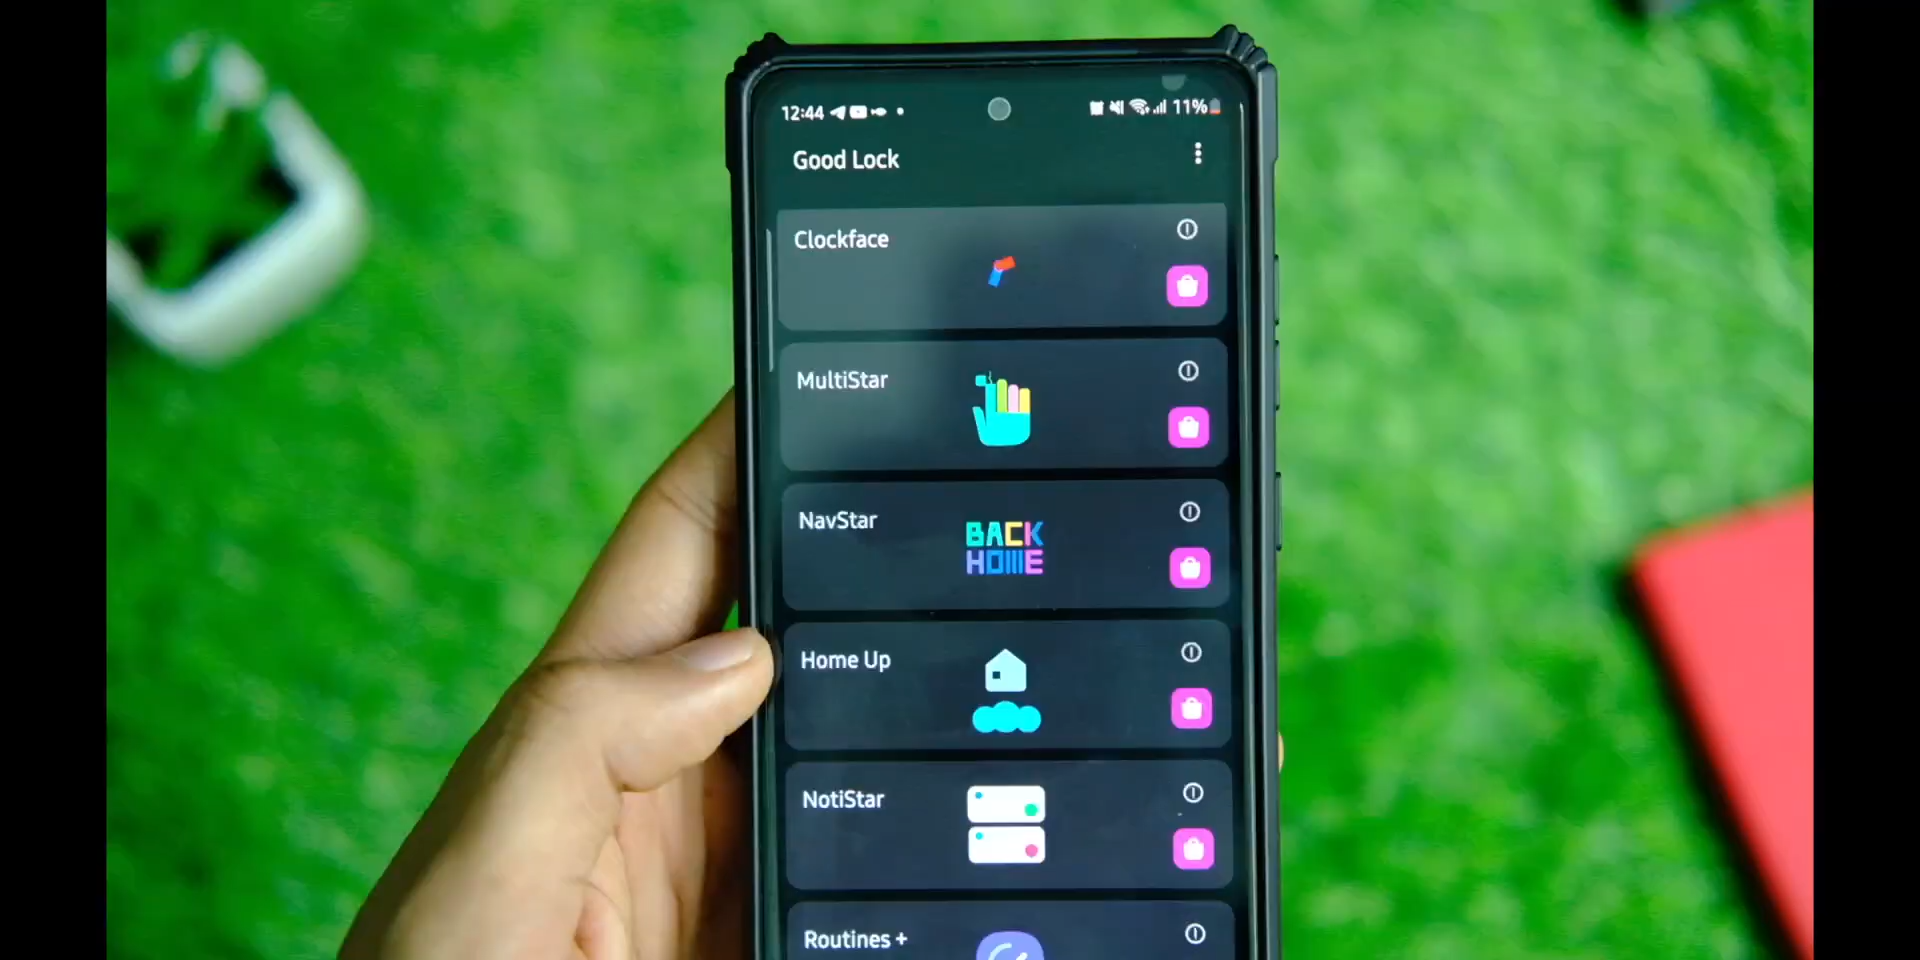 12:44
11%
Good Lock
Clockface
MultiStar
NavStar
BACK
HOME
Home Up
NotiStar
Routines +